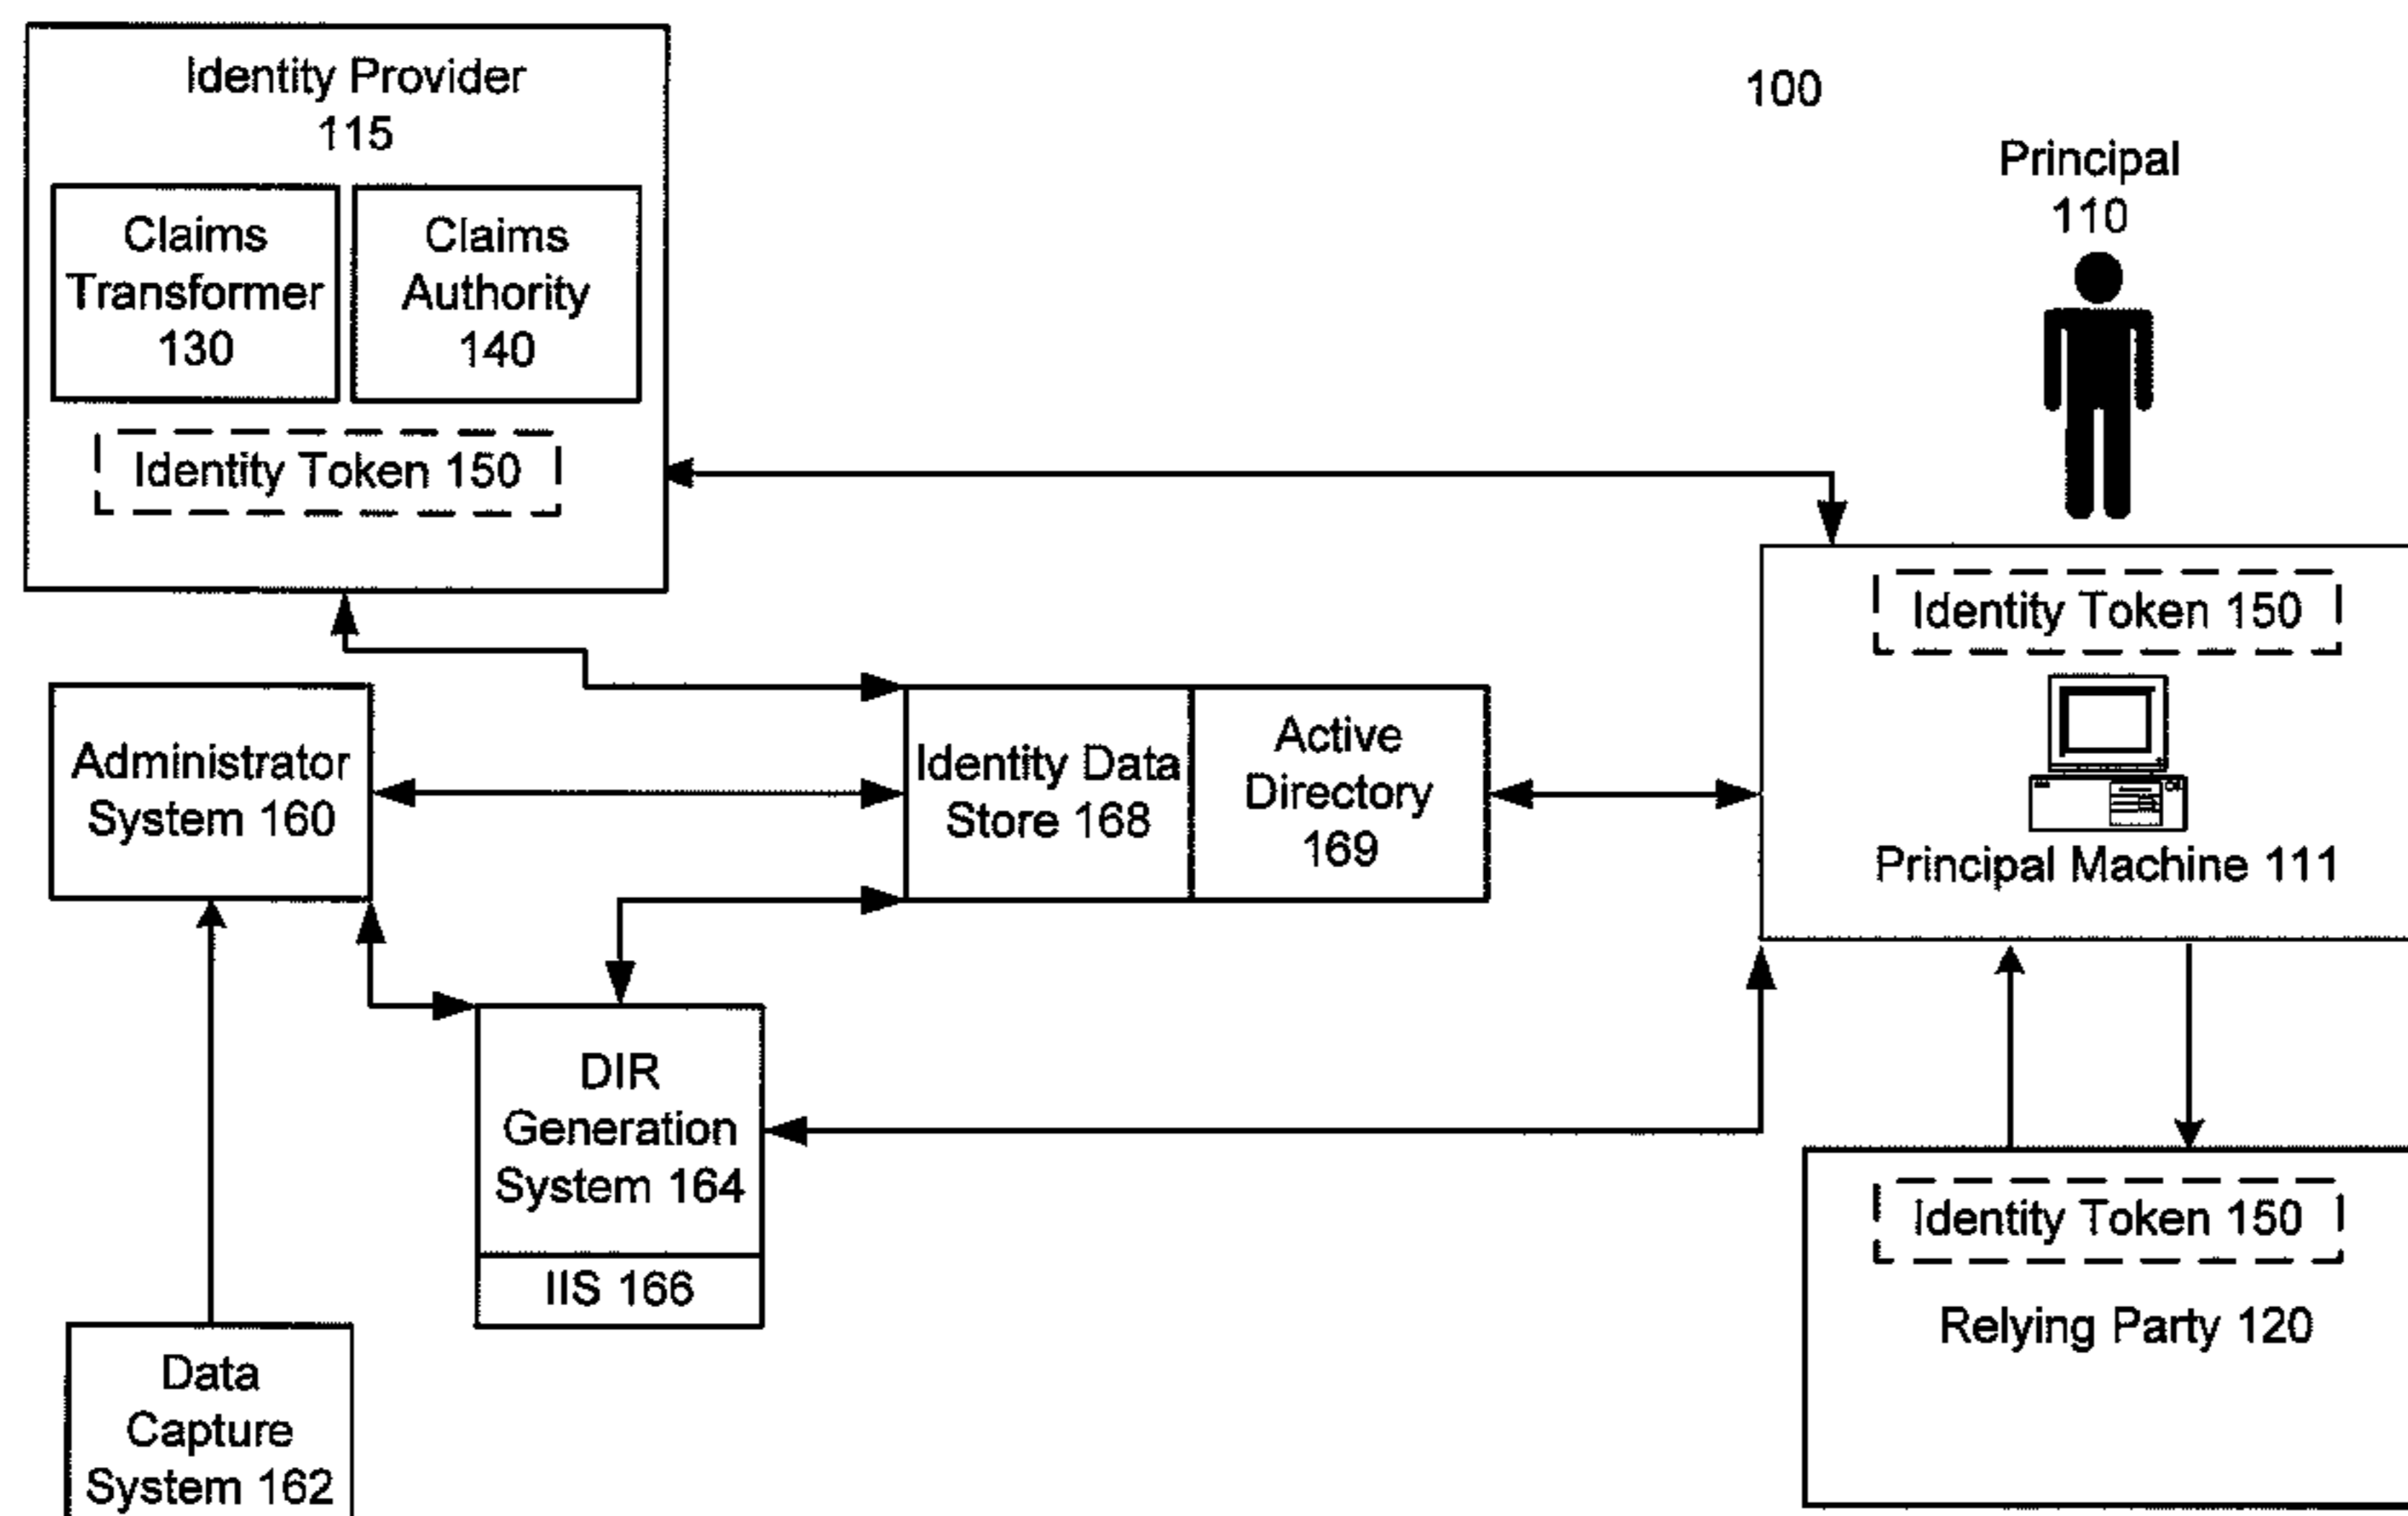 Identity Provider
115
Claims
Transformer
130
Claims
Authority
140
Identity Token 150
100
Principal
110
Identity Token 150
Principal Machine 111
Administrator
System 160
Identity Data
Store 168
Active
Directory
169
DIR
Generation
System 164
IIS 166
Identity Token 150
Relying Party 120
Data
Capture
System 162